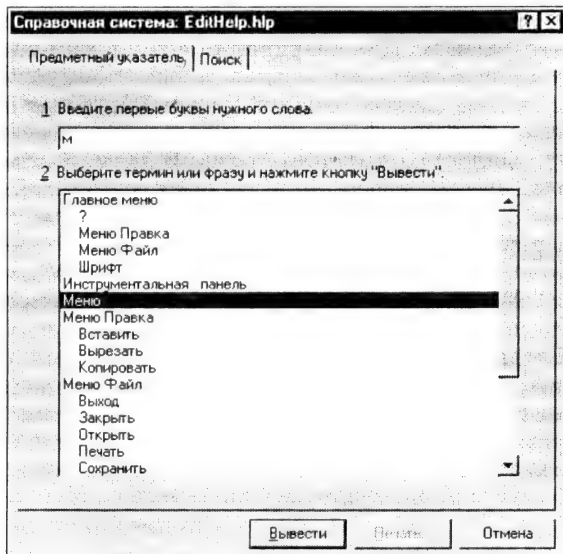 Справочная система: EditHelp.hlp
Предметный указатель Поиск
1 Введите первые буквы нужного слова.
м
2 Выберите термин или фразу и нажмите кнопку "Вывести".
Главное меню
?
Меню Правка
Меню Файл
Шрифт
Инструментальная панель
Меню
Меню Правка
Вставить
Вырезать
Копировать
Меню Файл
Выход
Закрыть
Открыть
Печать
Сохранить
Вывести Печать... Отмена